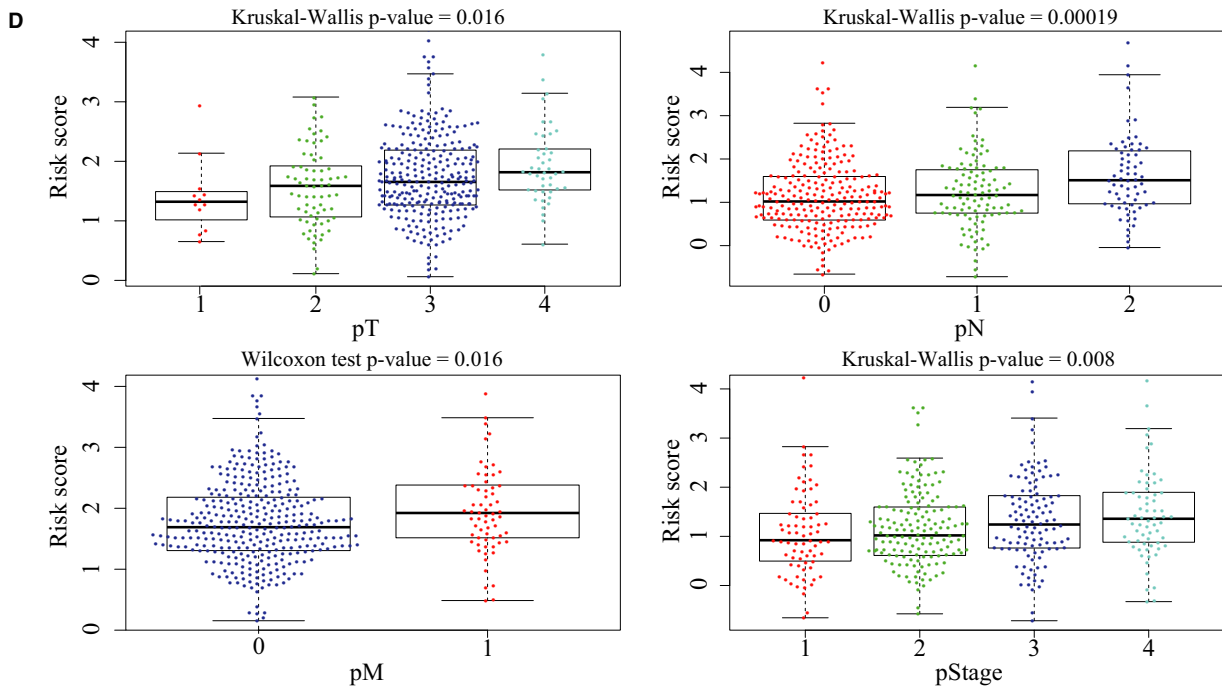 D
Kruskal-Wallis p-value = 0.016
Risk score
4
3
2
1
0
1 2 3 4
pT
Kruskal-Wallis p-value = 0.00019
Risk score
4
3
2
1
0
0 1 2
pN
Wilcoxon test p-value = 0.016
Risk score
4
3
2
1
0
0 1
pM
Kruskal-Wallis p-value = 0.008
Risk score
4
3
2
1
0
1 2 3 4
pStage